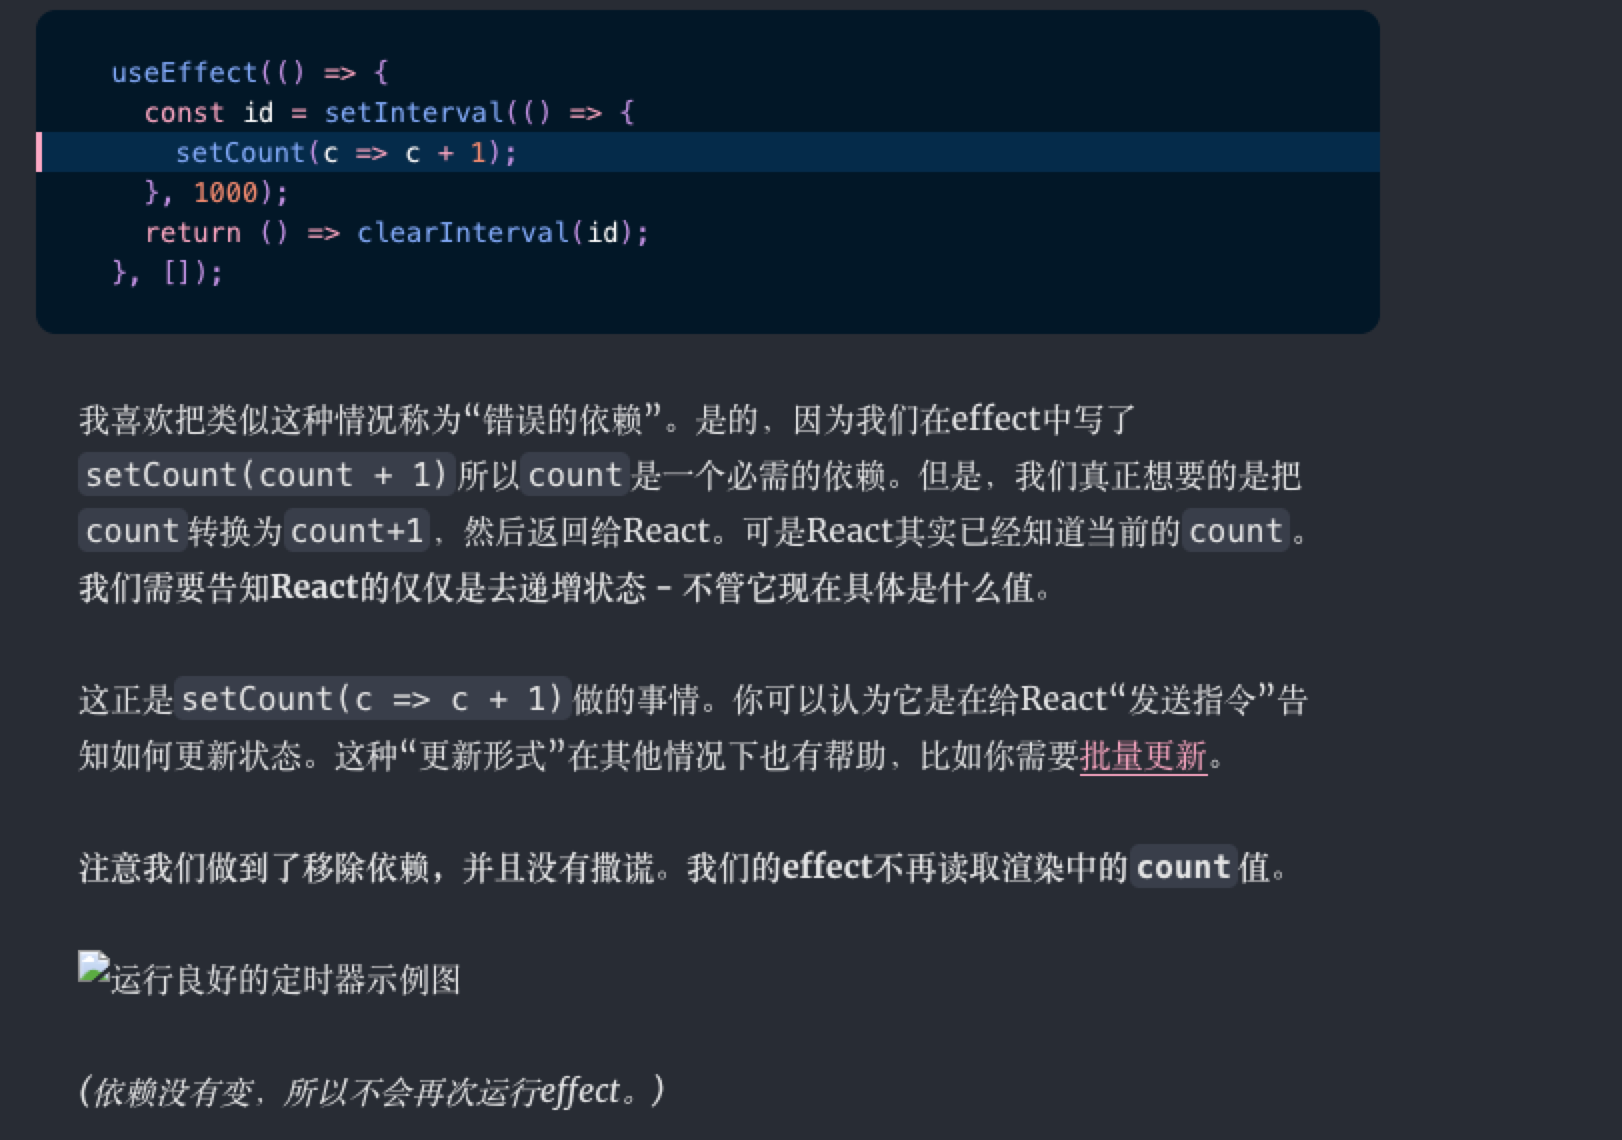 useEffect(() => {
  const id = setInterval(() => {
    setCount(c => c + 1);
  }, 1000);
  return () => clearInterval(id);
}, []);
我喜欢把类似这种情况称为“错误的依赖”。是的，因为我们在effect中写了
setCount(count + 1)所以count是一个必需的依赖。但是，我们真正想要的是把
count转换为count+1，然后返回给React。可是React其实已经知道当前的count。
我们需要告知React的仅仅是去递增状态 - 不管它现在具体是什么值。
这正是setCount(c => c + 1)做的事情。你可以认为它是在给React“发送指令”告
知如何更新状态。这种“更新形式”在其他情况下也有帮助，比如你需要批量更新。
注意我们做到了移除依赖，并且没有撒谎。我们的effect不再读取渲染中的count值。
运行良好的定时器示例图
(依赖没有变，所以不会再次运行effect。)